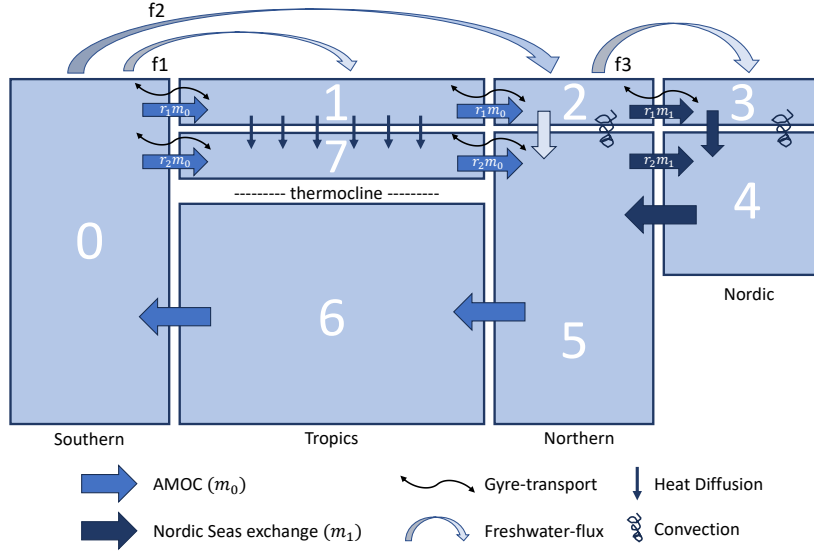 f2
f1
f3
1
2
3
r₁m₀
r₁m₀
r₁m₁
7
r₂m₀
r₂m₀
r₂m₁
--------- thermocline ---------
0
4
6
5
Nordic
Southern
Tropics
Northern
AMOC (m₀)
Gyre-transport
Heat Diffusion
Nordic Seas exchange (m₁)
Freshwater-flux
Convection